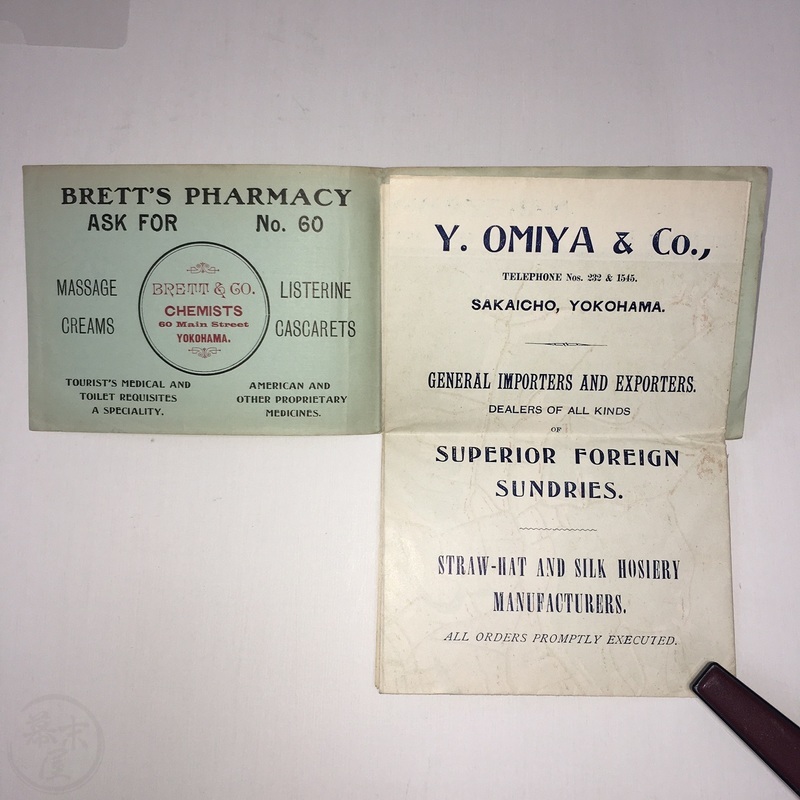 BRETT'S PHARMACY
ASK FOR No. 60
MASSAGE
CREAMS
BRETT & CO.
CHEMISTS
60 Main Street
YOKOHAMA.
LISTERINE
CASCARETS
TOURIST'S MEDICAL AND
TOILET REQUISITES
A SPECIALITY.
AMERICAN AND
OTHER PROPRIETARY
MEDICINES.
Y. OMIYA & Co.,
TELEPHONE Nos. 232 & 1545.
SAKAICHO, YOKOHAMA.
GENERAL IMPORTERS AND EXPORTERS.
DEALERS OF ALL KINDS
OF
SUPERIOR FOREIGN
SUNDRIES.
STRAW-HAT AND SILK HOSIERY
MANUFACTURERS.
ALL ORDERS PROMPTLY EXECUTED.
幕末屋